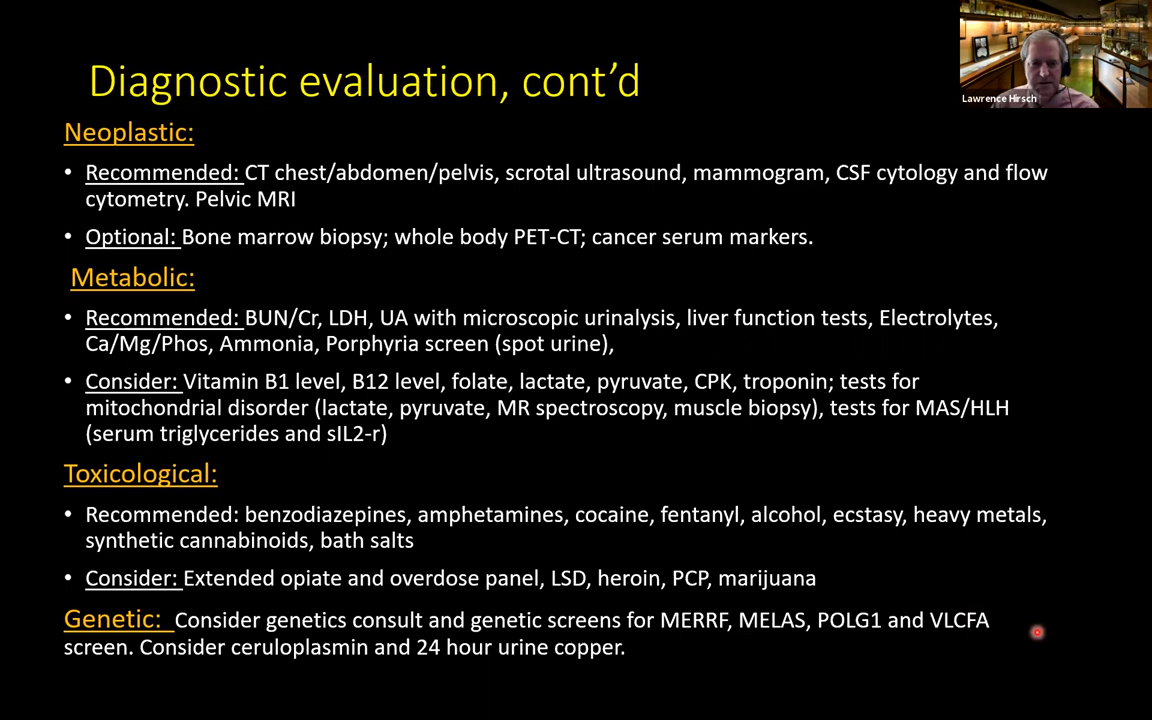 Diagnostic evaluation, cont’d
Lawrence Hirsch
Neoplastic:
• Recommended: CT chest/abdomen/pelvis, scrotal ultrasound, mammogram, CSF cytology and flow
cytometry. Pelvic MRI
• Optional: Bone marrow biopsy; whole body PET-CT; cancer serum markers.
Metabolic:
• Recommended: BUN/Cr, LDH, UA with microscopic urinalysis, liver function tests, Electrolytes,
Ca/Mg/Phos, Ammonia, Porphyria screen (spot urine),
• Consider: Vitamin B1 level, B12 level, folate, lactate, pyruvate, CPK, troponin; tests for
mitochondrial disorder (lactate, pyruvate, MR spectroscopy, muscle biopsy), tests for MAS/HLH
(serum triglycerides and sIL2-r)
Toxicological:
• Recommended: benzodiazepines, amphetamines, cocaine, fentanyl, alcohol, ecstasy, heavy metals,
synthetic cannabinoids, bath salts
• Consider: Extended opiate and overdose panel, LSD, heroin, PCP, marijuana
Genetic: Consider genetics consult and genetic screens for MERRF, MELAS, POLG1 and VLCFA
screen. Consider ceruloplasmin and 24 hour urine copper.